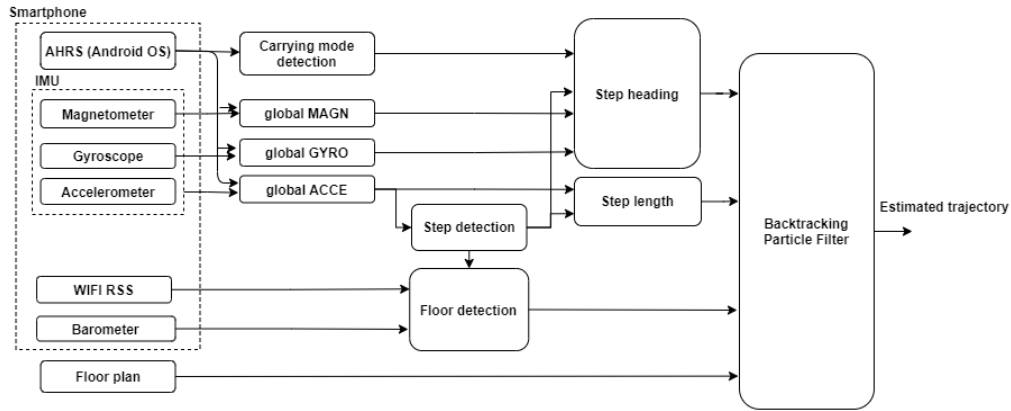 Smartphone
AHRS (Android OS)
Carrying mode
detection
IMU
Magnetometer
global MAGN
Step heading
Gyroscope
global GYRO
Accelerometer
global ACCE
Step length
Step detection
Backtracking
Particle Filter
Estimated trajectory
WIFI RSS
Floor detection
Barometer
Floor plan